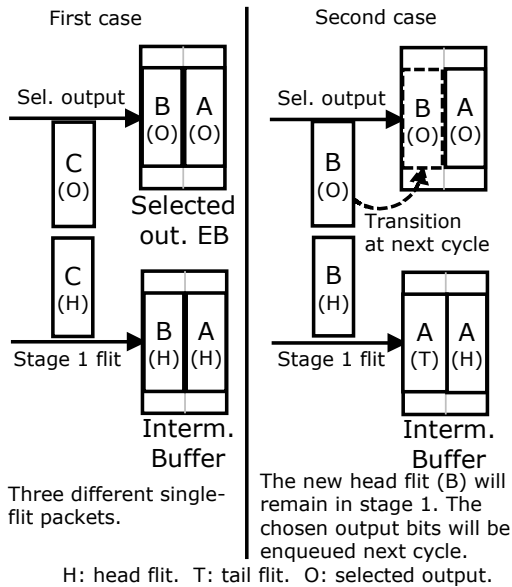 First case
Sel. output
B
(O)
A
(O)
C
(O)
Selected
out. EB
C
(H)
B
(H)
A
(H)
Stage 1 flit
Interm.
Buffer
Three different single-
flit packets.
Second case
Sel. output
B
(O)
A
(O)
B
(O)
Transition
at next cycle
B
(H)
A
(T)
A
(H)
Stage 1 flit
Interm.
Buffer
The new head flit (B) will
remain in stage 1. The
chosen output bits will be
enqueued next cycle.
H: head flit. T: tail flit. O: selected output.